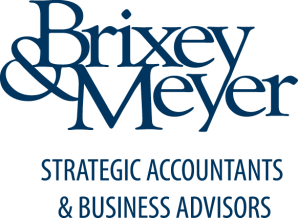 Brixey
& Meyer
STRATEGIC ACCOUNTANTS
& BUSINESS ADVISORS